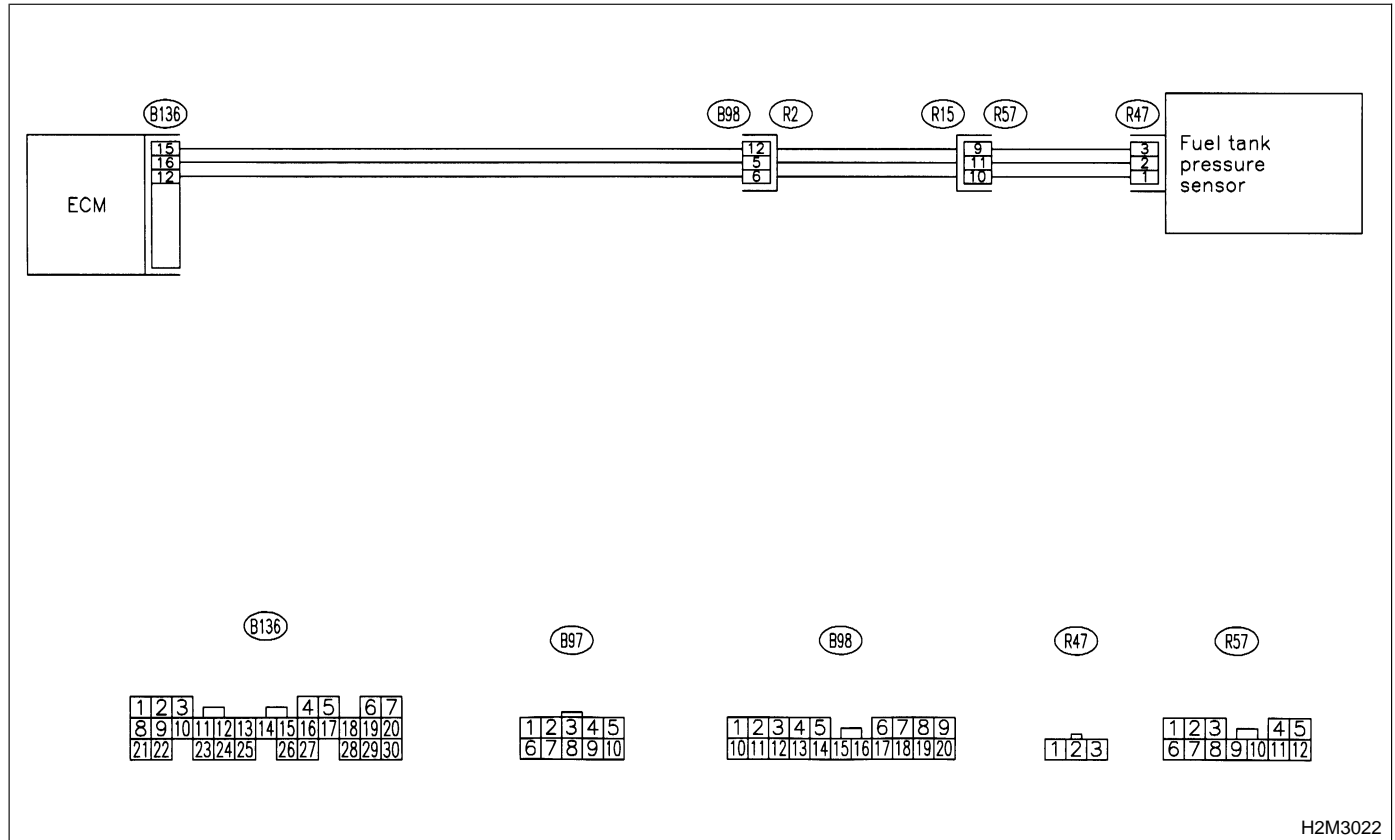 B136 B98 R2 R15 R57 R47
15 12 9 3 Fuel tank
16 5 11 2 pressure
12 6 10 1 sensor
ECM
B136 B97 B98 R47 R57
1 2 3 4 5 6 7
8 9 10 11 12 13 14 15 16 17 18 19 20
21 22 23 24 25 26 27 28 29 30
1 2 3 4 5
6 7 8 9 10
1 2 3 4 5 6 7 8 9
10 11 12 13 14 15 16 17 18 19 20
1 2 3
1 2 3 4 5
6 7 8 9 10 11 12
H2M3022